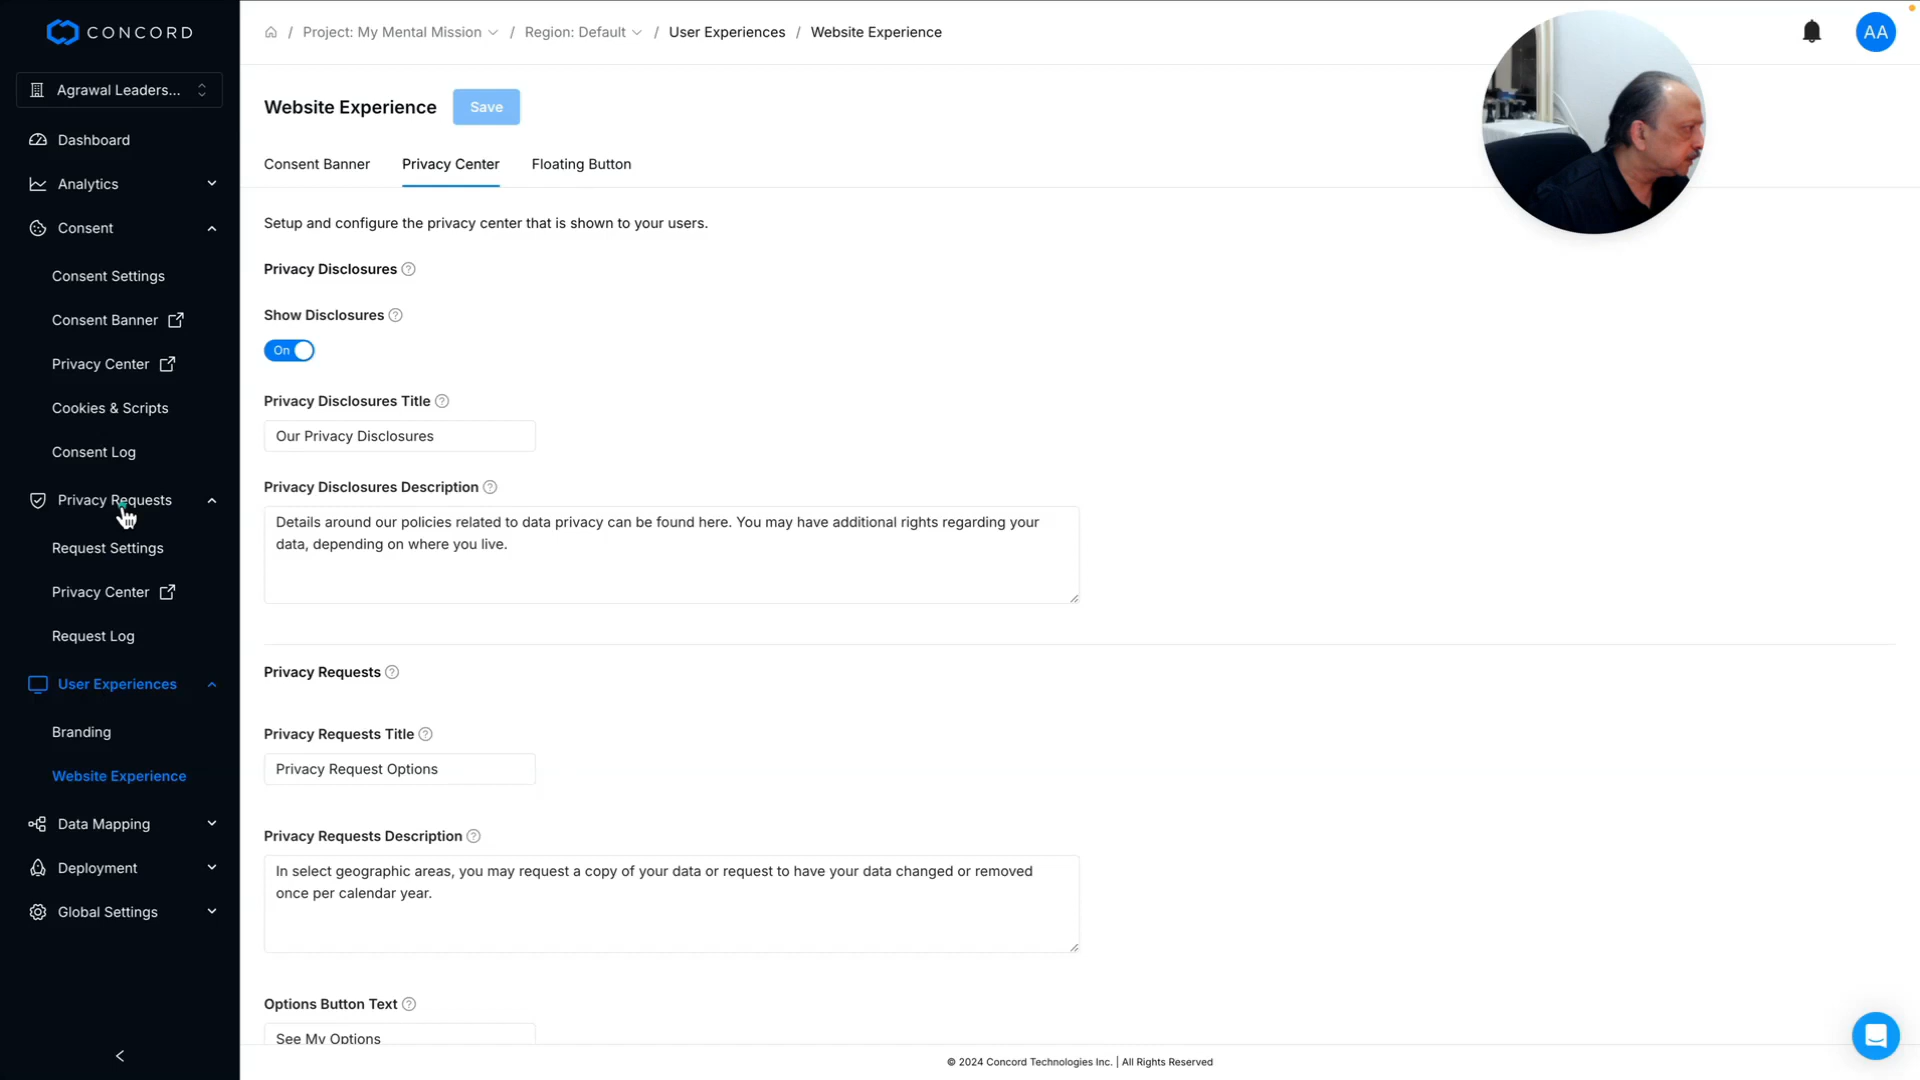 CONCORD
Agrawal Leaders...
Dashboard
Analytics
Consent
Consent Settings
Consent Banner
Privacy Center
Cookies & Scripts
Consent Log
Privacy Requests
Request Settings
Privacy Center
Request Log
User Experiences
Branding
Website Experience
Data Mapping
Deployment
Global Settings
/ Project: My Mental Mission / Region: Default / User Experiences / Website Experience
AA
Website Experience Save
Consent Banner Privacy Center Floating Button
Setup and configure the privacy center that is shown to your users.
Privacy Disclosures ?
Show Disclosures ?
On
Privacy Disclosures Title ?
Our Privacy Disclosures
Privacy Disclosures Description ?
Details around our policies related to data privacy can be found here. You may have additional rights regarding your
data, depending on where you live.
Privacy Requests ?
Privacy Requests Title ?
Privacy Request Options
Privacy Requests Description ?
In select geographic areas, you may request a copy of your data or request to have your data changed or removed
once per calendar year.
Options Button Text ?
See My Options
© 2024 Concord Technologies Inc. | All Rights Reserved